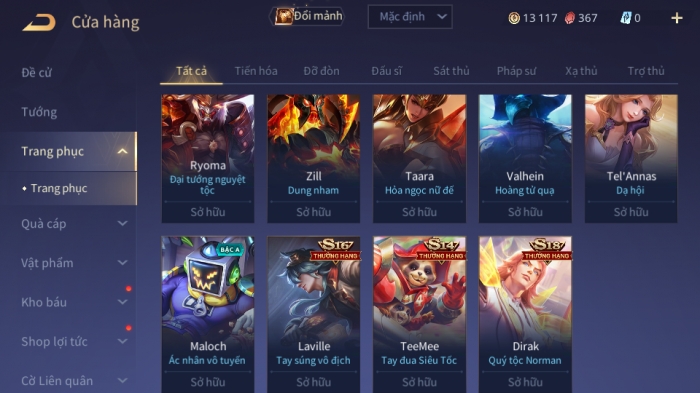 Cửa hàng
Đổi mảnh
Mặc định
13 117
367
0
Đề cử
Tướng
Trang phục
Trang phục
Quà cáp
Vật phẩm
Kho báu
Shop lợi tức
Cờ Liên quân
Tất cả
Tiến hóa
Đỡ đòn
Đấu sĩ
Sát thủ
Pháp sư
Xạ thủ
Trợ thủ
Ryoma
Đại tướng nguyệt
tộc
Sở hữu
Zill
Dung nham
Sở hữu
Taara
Hỏa ngọc nữ đế
Sở hữu
Valhein
Hoàng tử quạ
Sở hữu
Tel'Annas
Dạ hội
Sở hữu
BẬC A
Maloch
Ác nhân vô tuyến
Sở hữu
S16
THƯỞNG HẠNG
Laville
Tay súng vô địch
Sở hữu
S14
THƯỞNG HẠNG
TeeMee
Tay đua Siêu Tốc
Sở hữu
S18
THƯỞNG HẠNG
Dirak
Quý tộc Norman
Sở hữu